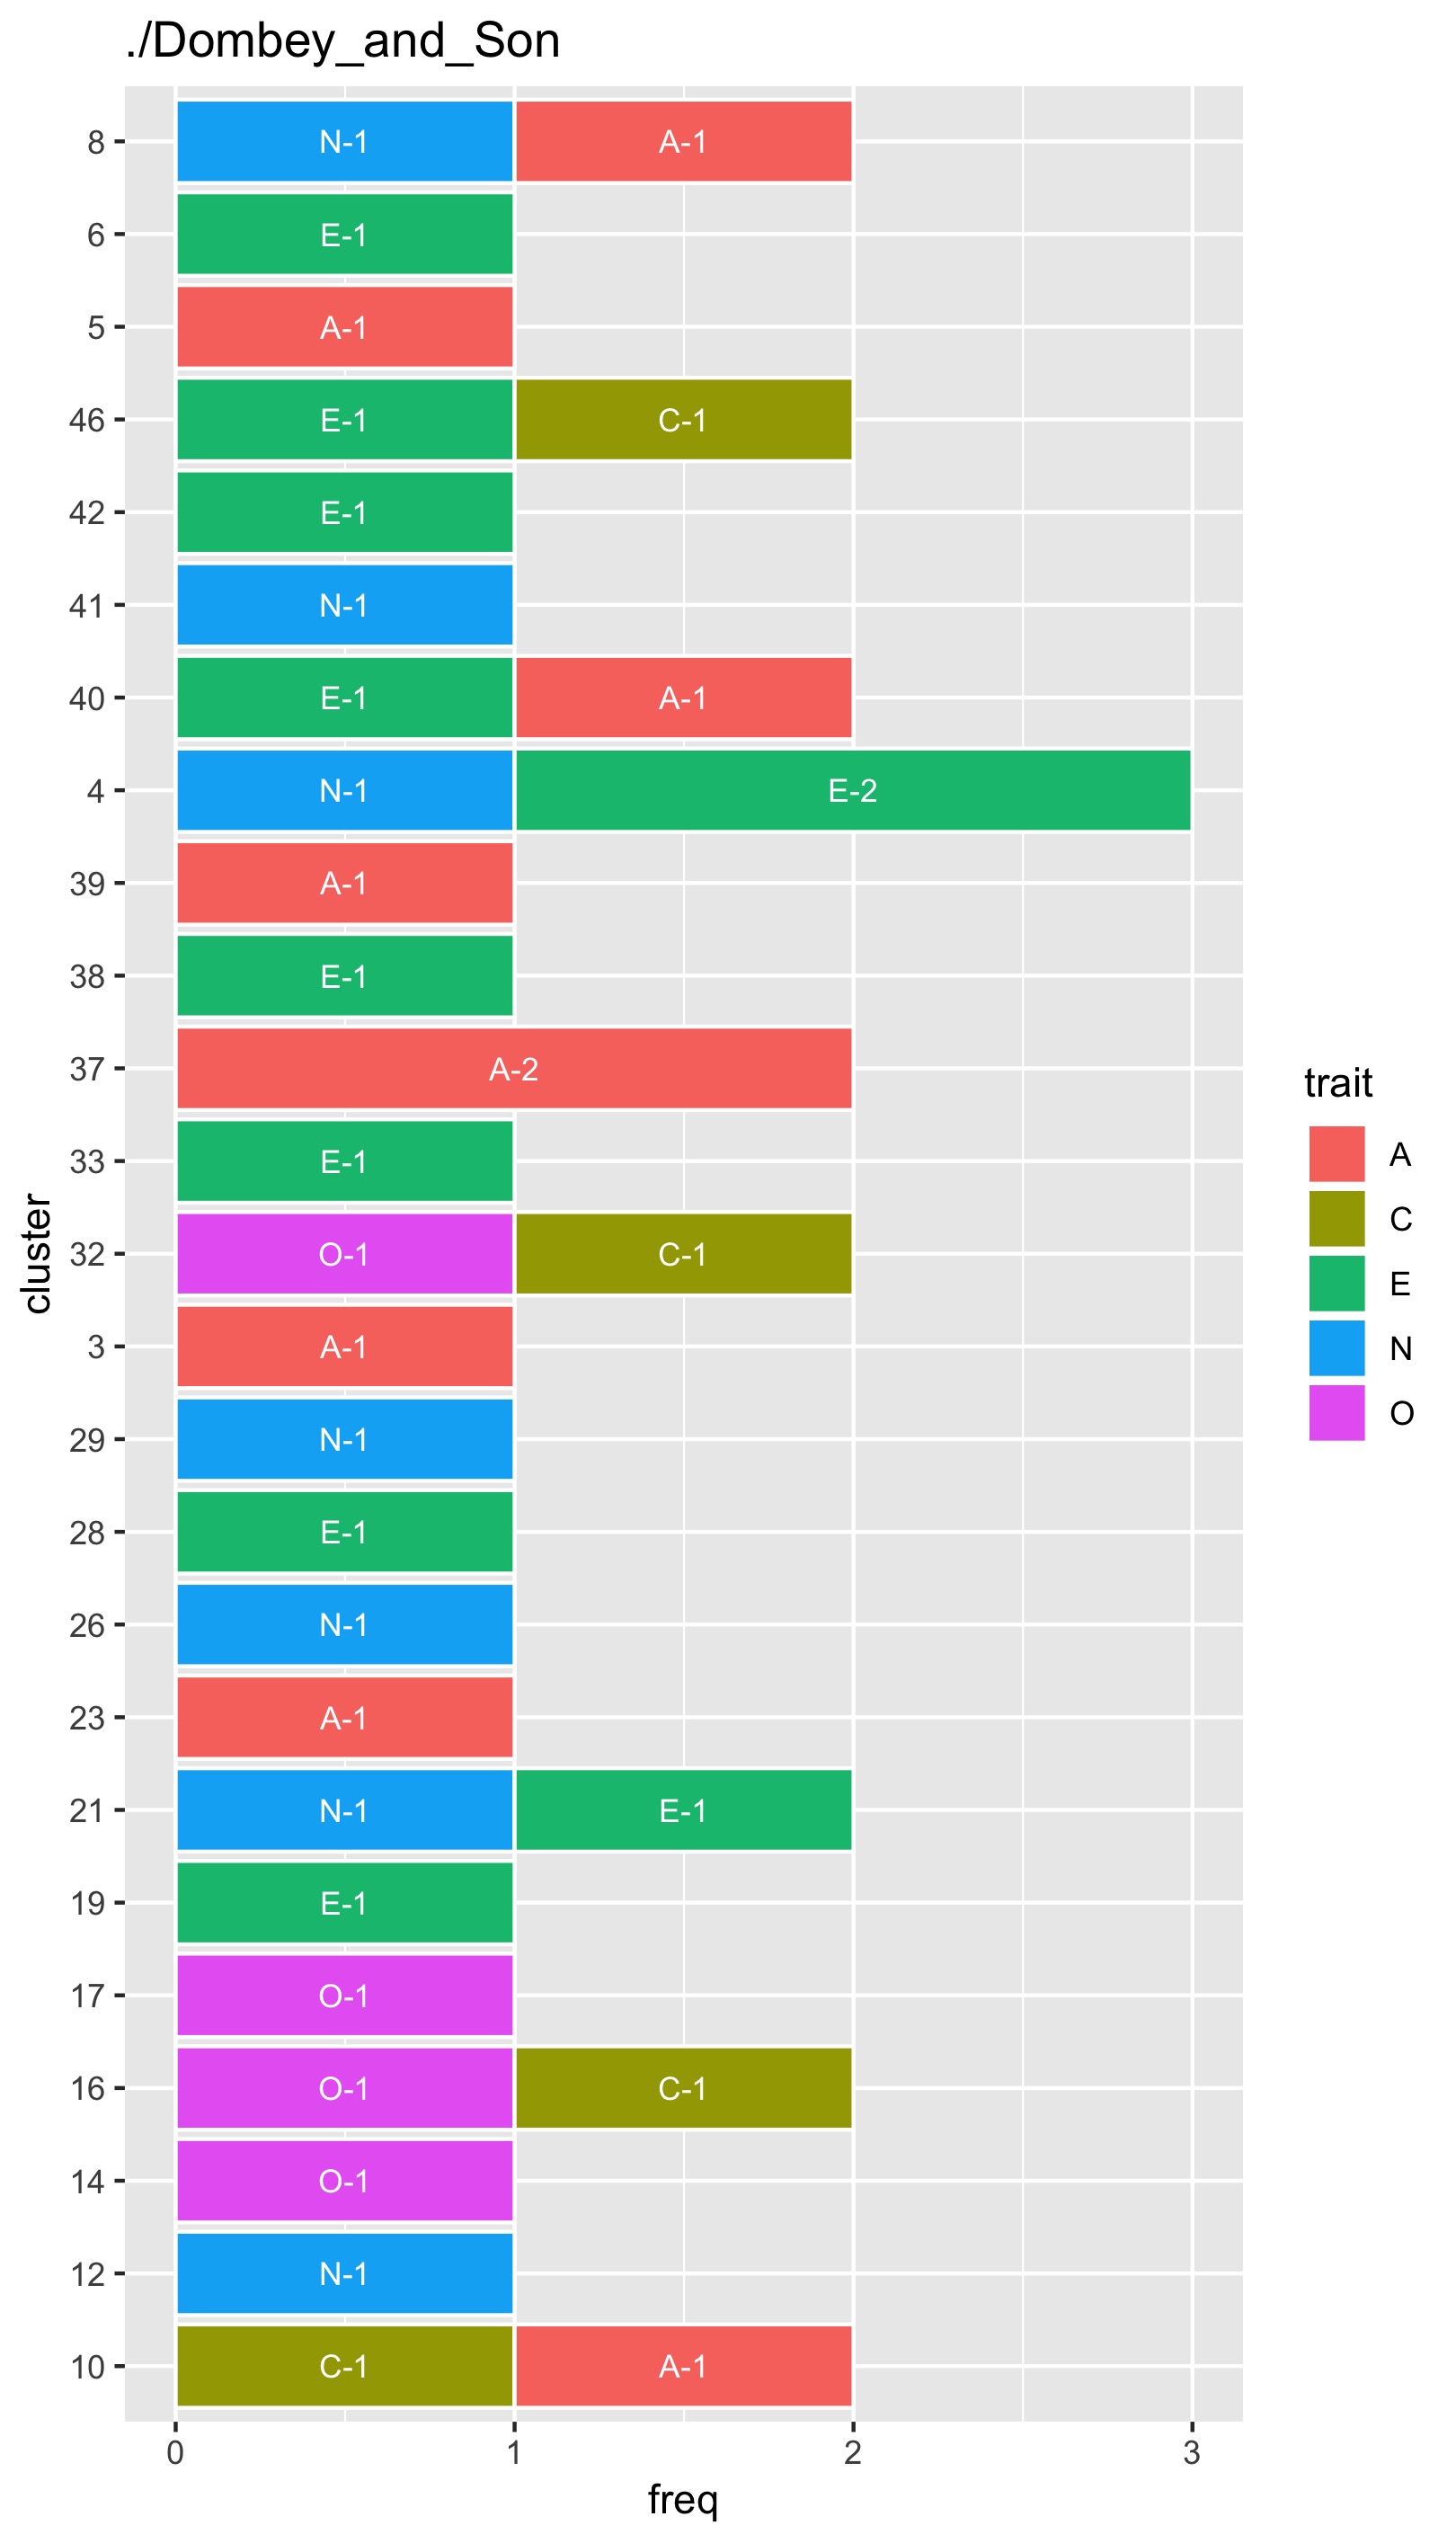 ./Dombey_and_Son
8 N-1 A-1
6 E-1
5 A-1
46 E-1 C-1
42 E-1
41 N-1
40 E-1 A-1
4 N-1 E-2
39 A-1
38 E-1
37 A-2
33 E-1
32 O-1 C-1
3 A-1
29 N-1
28 E-1
26 N-1
23 A-1
21 N-1 E-1
19 E-1
17 O-1
16 O-1 C-1
14 O-1
12 N-1
10 C-1 A-1
0 1 2 3
freq
cluster
trait
A
C
E
N
O